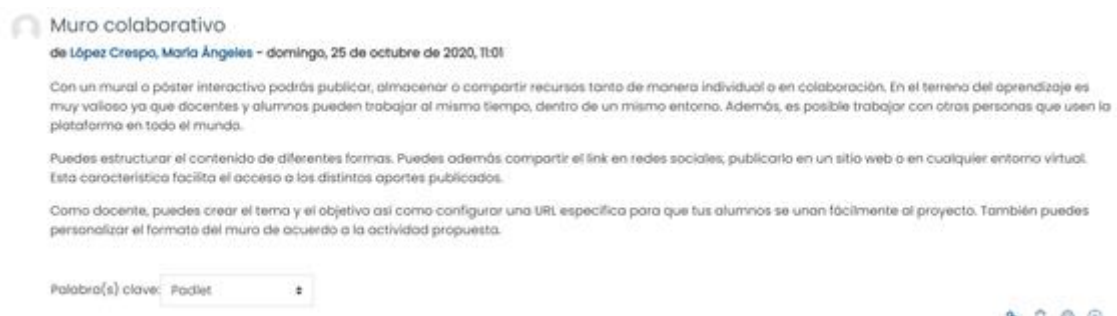 Muro colaborativo
de López Crespo, María Ángeles - domingo, 25 de octubre de 2020, 11:01
Con un mural o póster interactivo podrás publicar, almacenar o compartir recursos tanto de manera individual o en colaboración. En el terreno del aprendizaje es
muy valioso ya que docentes y alumnos pueden trabajar al mismo tiempo, dentro de un mismo entorno. Además, es posible trabajar con otras personas que usen la
plataforma en todo el mundo.
Puedes estructurar el contenido de diferentes formas. Puedes además compartir el link en redes sociales, publicarlo en un sitio web o en cualquier entorno virtual.
Esta característica facilita el acceso a los distintos aportes publicados.
Como docente, puedes crear el tema y el objetivo así como configurar una URL específica para que tus alumnos se unan fácilmente al proyecto. También puedes
personalizar el formato del muro de acuerdo a la actividad propuesta.
Palabra(s) clave: Padlet